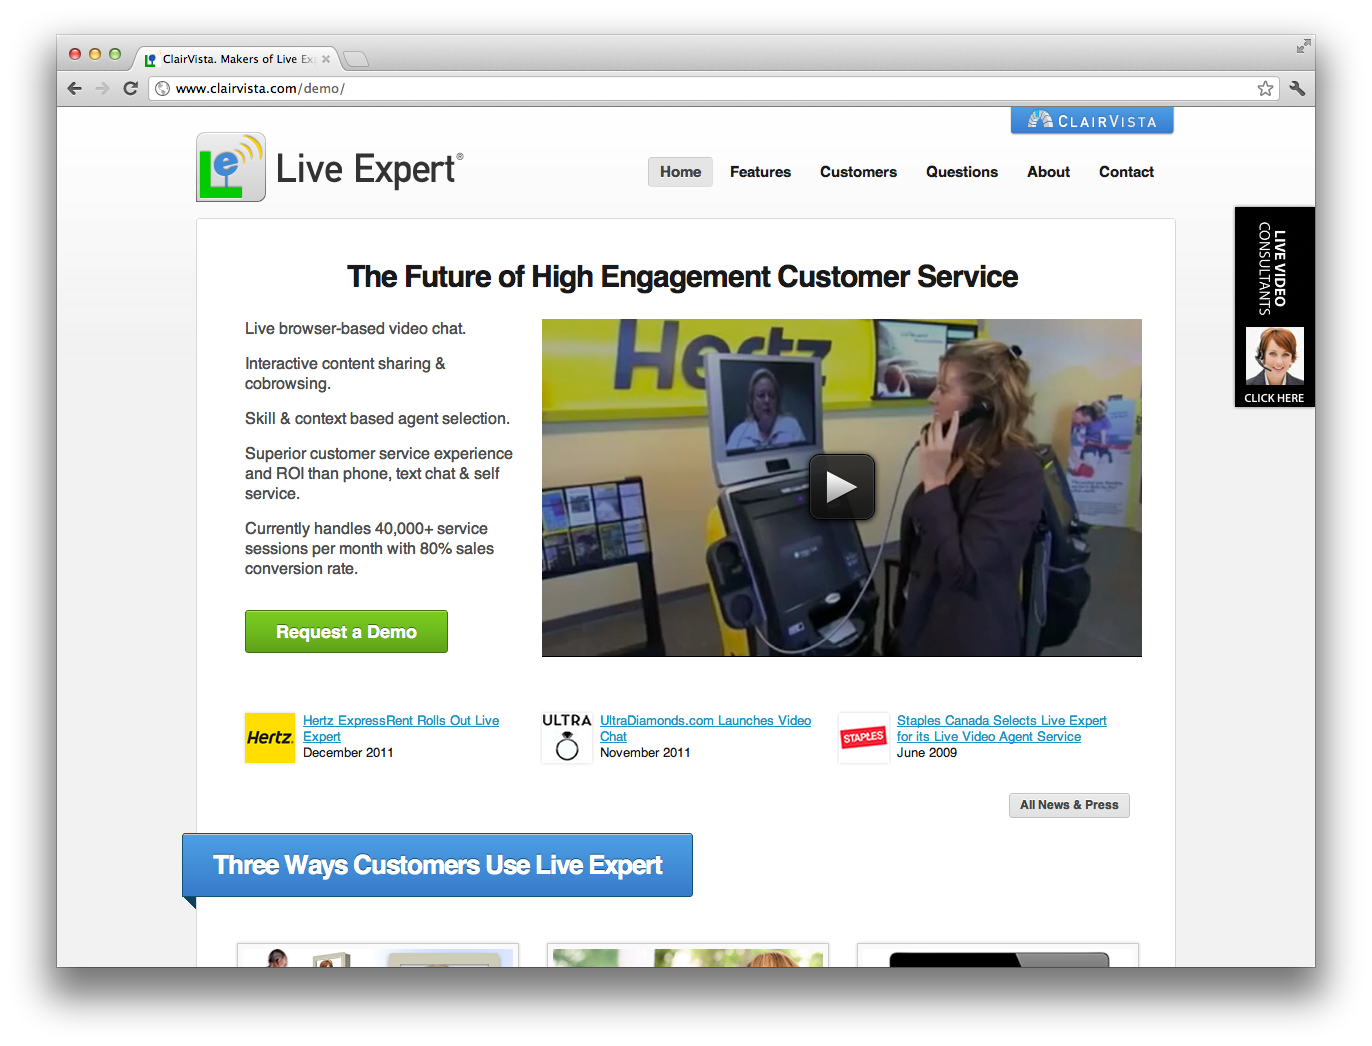 ClairVista. Makers of Live Ex
www.clairvista.com/demo/
CLAIRVISTA
Le
Live Expert®
Home
Features
Customers
Questions
About
Contact
LIVE VIDEO
CONSULTANTS
CLICK HERE
The Future of High Engagement Customer Service
Live browser-based video chat.
Interactive content sharing &
cobrowsing.
Skill & context based agent selection.
Superior customer service experience
and ROI than phone, text chat & self
service.
Currently handles 40,000+ service
sessions per month with 80% sales
conversion rate.
Request a Demo
Hertz
Hertz.
Hertz ExpressRent Rolls Out Live
Expert
December 2011
ULTRA
UltraDiamonds.com Launches Video
Chat
November 2011
STAPLES
Staples Canada Selects Live Expert
for its Live Video Agent Service
June 2009
All News & Press
Three Ways Customers Use Live Expert